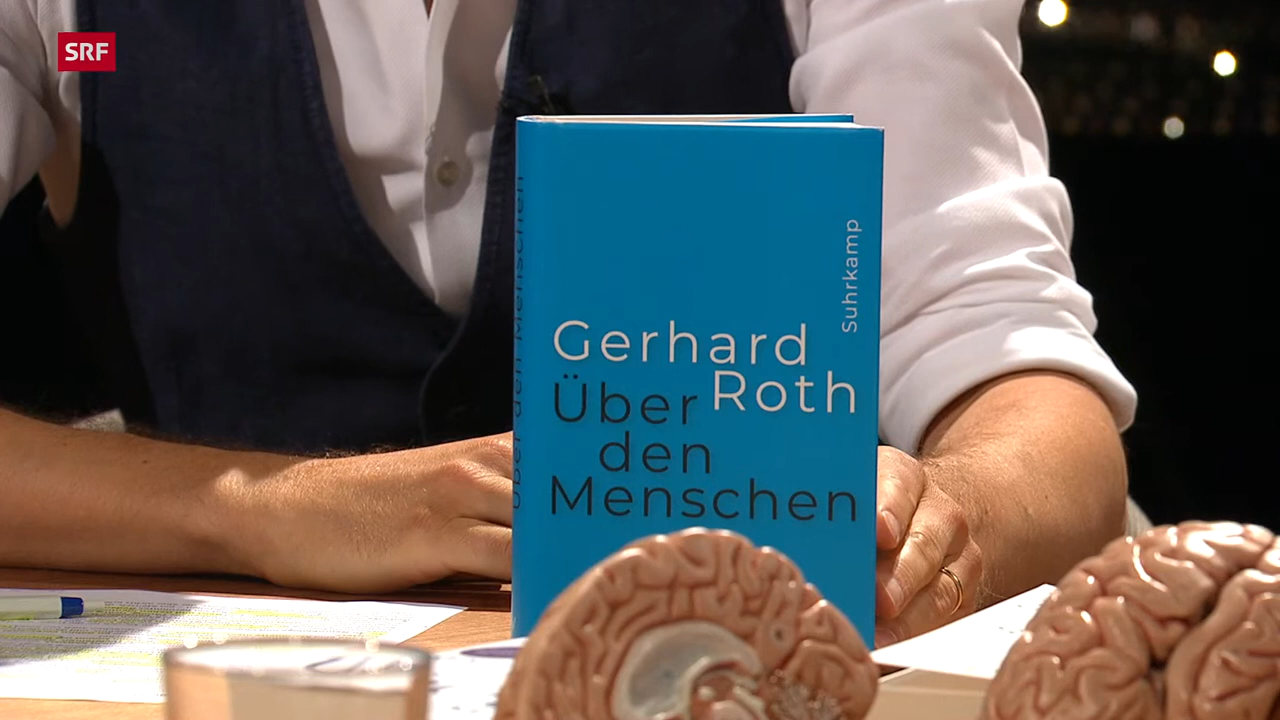 SRF
Über den Menschen
Suhrkamp
Gerhard
Roth
Über
den
Menschen